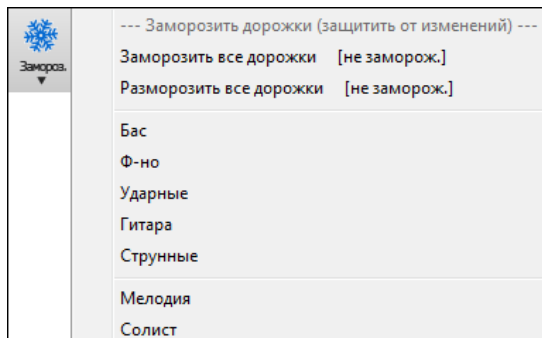 --- Заморозить дорожки (защитить от изменений) ---
Замороз.
Заморозить все дорожки [не заморож.]
Разморозить все дорожки [не заморож.]
Бас
Ф-но
Ударные
Гитара
Струнные
Мелодия
Солист